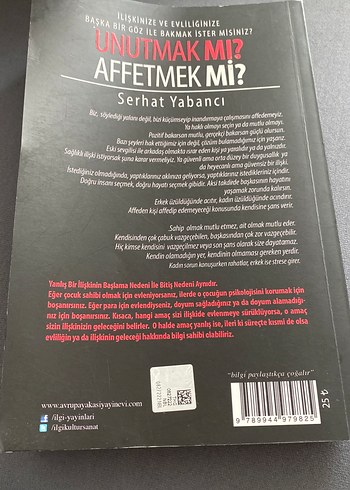 İLİŞKİNİZE VE EVLİLİĞİNİZE
BAŞKA BİR GÖZ İLE BAKMAK İSTER MİSİNİZ?
UNUTMAK MI?
AFFETMEK Mİ?
Serhat Yabancı
Biz, söylediği yalanı değil, bizi küçümseyip inandırmaya çalışmasını affedemeyiz.
Ya haklı olmayı seçin ya da mutlu olmayı.
Pozitif bakarsan mutlu, gerçekçi bakarsan güçlü olursun.
Bazı şeyleri hak ettiğimiz için değil, çözüm bulamadığımız için yaşarız.
Eski sevgilisi ile arkadaş olmakta ısrar eden kişi ya yarıdadır ya da yalnızdır.
Sağlıklı ilişki istiyorsak şuna karar vermeliyiz. Ya güvenli ama orta düzey bir duygusallık ya
da heyecanlı ama güvensiz bir ilişki.
İstediğiniz olmadığında, yaptıklarınız aklınıza geliyorsa, yaptıklarınız istedikleriniz içindir.
Doğru insanı seçmek, doğru hayatı seçmek gibidir. Aksi takdirde başkasının hayatını
yaşamak zorunda kalırsın.
Erkek üzüldüğünde acıtır, kadın üzüldüğünde acındırır.
Affeden kişi affedip edemeyeceği konusunda kendisine şans verir.
Sahip olmak mutlu etmez, ait olmak mutlu eder.
Kendisinden çok çabuk vazgeçebilen, başkasından çok zor vazgeçebilir.
Hiç kimse kendisini vazgeçilmez veya son şans olarak size dayatamaz.
Kendin olamadığın yer, kendinin olmaması gereken yerdir.
Kadın sorun konuşurken rahatlar, erkek ise strese girer.
Yanlış Bir İlişkinin Başlama Nedeni İle Bitiş Nedeni Aynıdır.
Eğer çocuk sahibi olmak için evleniyorsanız, ilerde o çocuğun psikolojisini korumak için
boşanırsınız. Eğer para için evlendiyseniz, doyum sağladığınız ya da doyum alamadığı-
nız için boşanırsınız. Kısaca, hangi amaç sizi ilişkide evlenmeye sürüklüyorsa, o amaç
sizin ilişkinizin geleceğini belirler. O halde amaç yanlış ise, ileri ki süreçte kısmi de olsa
evliliğin ya da ilişkinin geleceği hakkında bilgi sahibi olabiliriz.
"bilgi paylaştıkça çoğalır"
www.avrupayakasiyayinevi.com
/ilgi-yayinlari
/ilgikultursanat
9 789944 979825
25 ₺